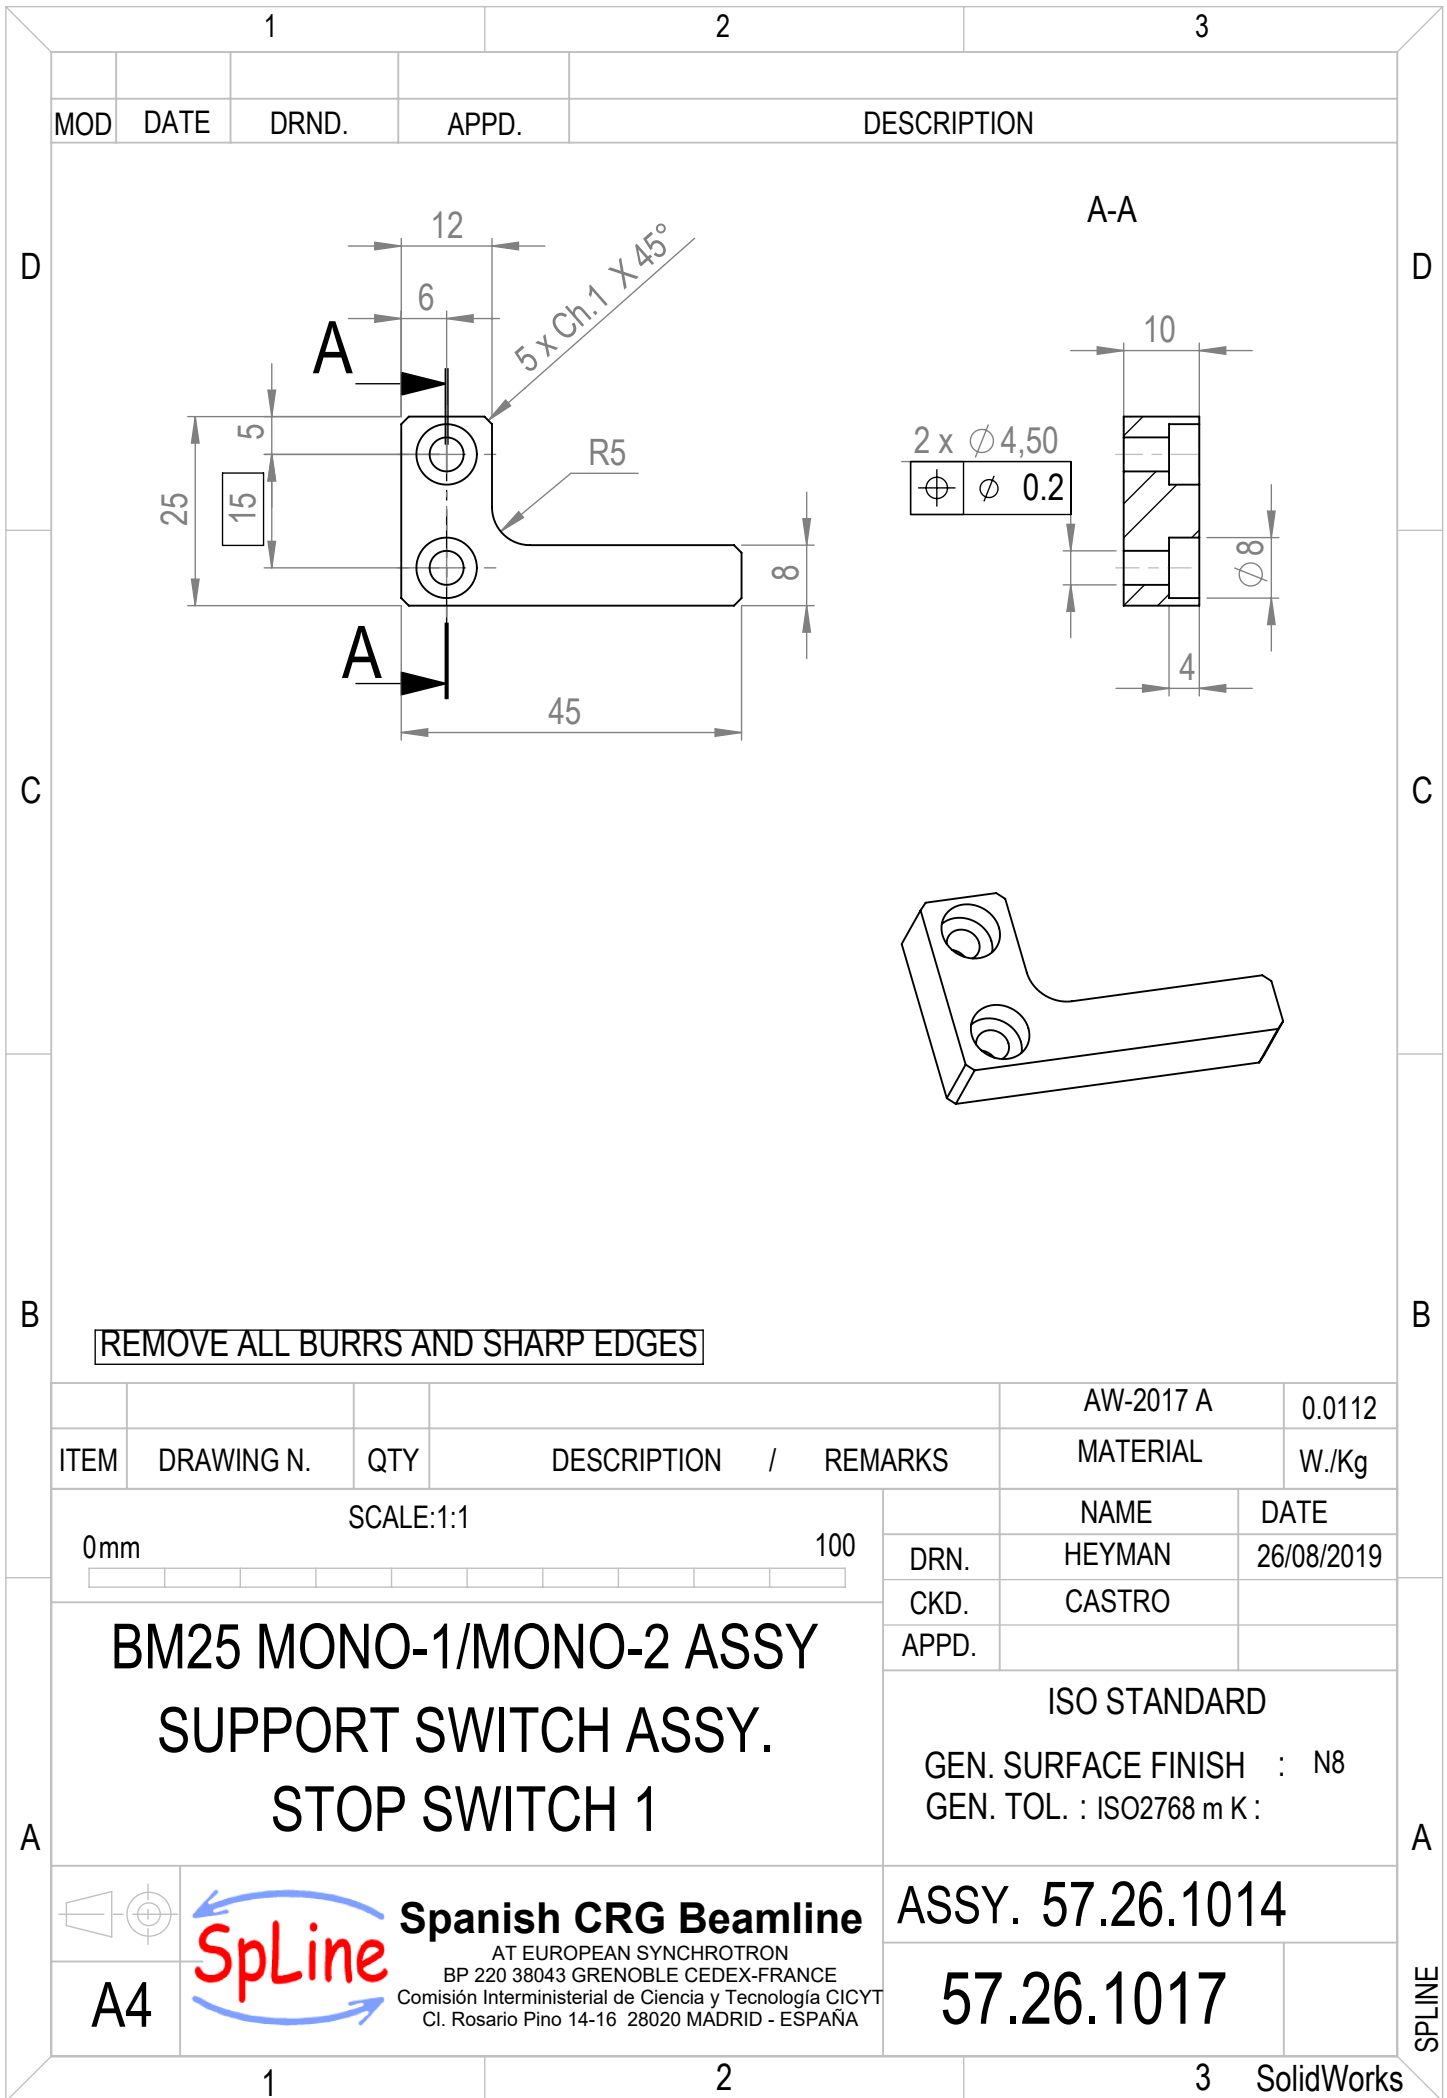 1 2 3
MOD DATE DRND. APPD. DESCRIPTION
A-A
D D
12
6
5 x Ch.1 X 45°
A
10
5
R5
2 x ∅4,50
⌖ ∅ 0.2
25
15
8
∅8
A
4
45
C C
B B
REMOVE ALL BURRS AND SHARP EDGES
AW-2017 A 0.0112
ITEM DRAWING N. QTY DESCRIPTION / REMARKS MATERIAL W./Kg
SCALE:1:1
0mm 100
NAME DATE
DRN. HEYMAN 26/08/2019
CKD. CASTRO
APPD.
BM25 MONO-1/MONO-2 ASSY
SUPPORT SWITCH ASSY.
STOP SWITCH 1
ISO STANDARD
GEN. SURFACE FINISH : N8
GEN. TOL. : ISO2768 m K :
A A
SpLine
Spanish CRG Beamline
AT EUROPEAN SYNCHROTRON
BP 220 38043 GRENOBLE CEDEX-FRANCE
Comisión Interministerial de Ciencia y Tecnología CICYT
Cl. Rosario Pino 14-16 28020 MADRID - ESPAÑA
ASSY. 57.26.1014
A4
57.26.1017
SPLINE
1 2 3 SolidWorks